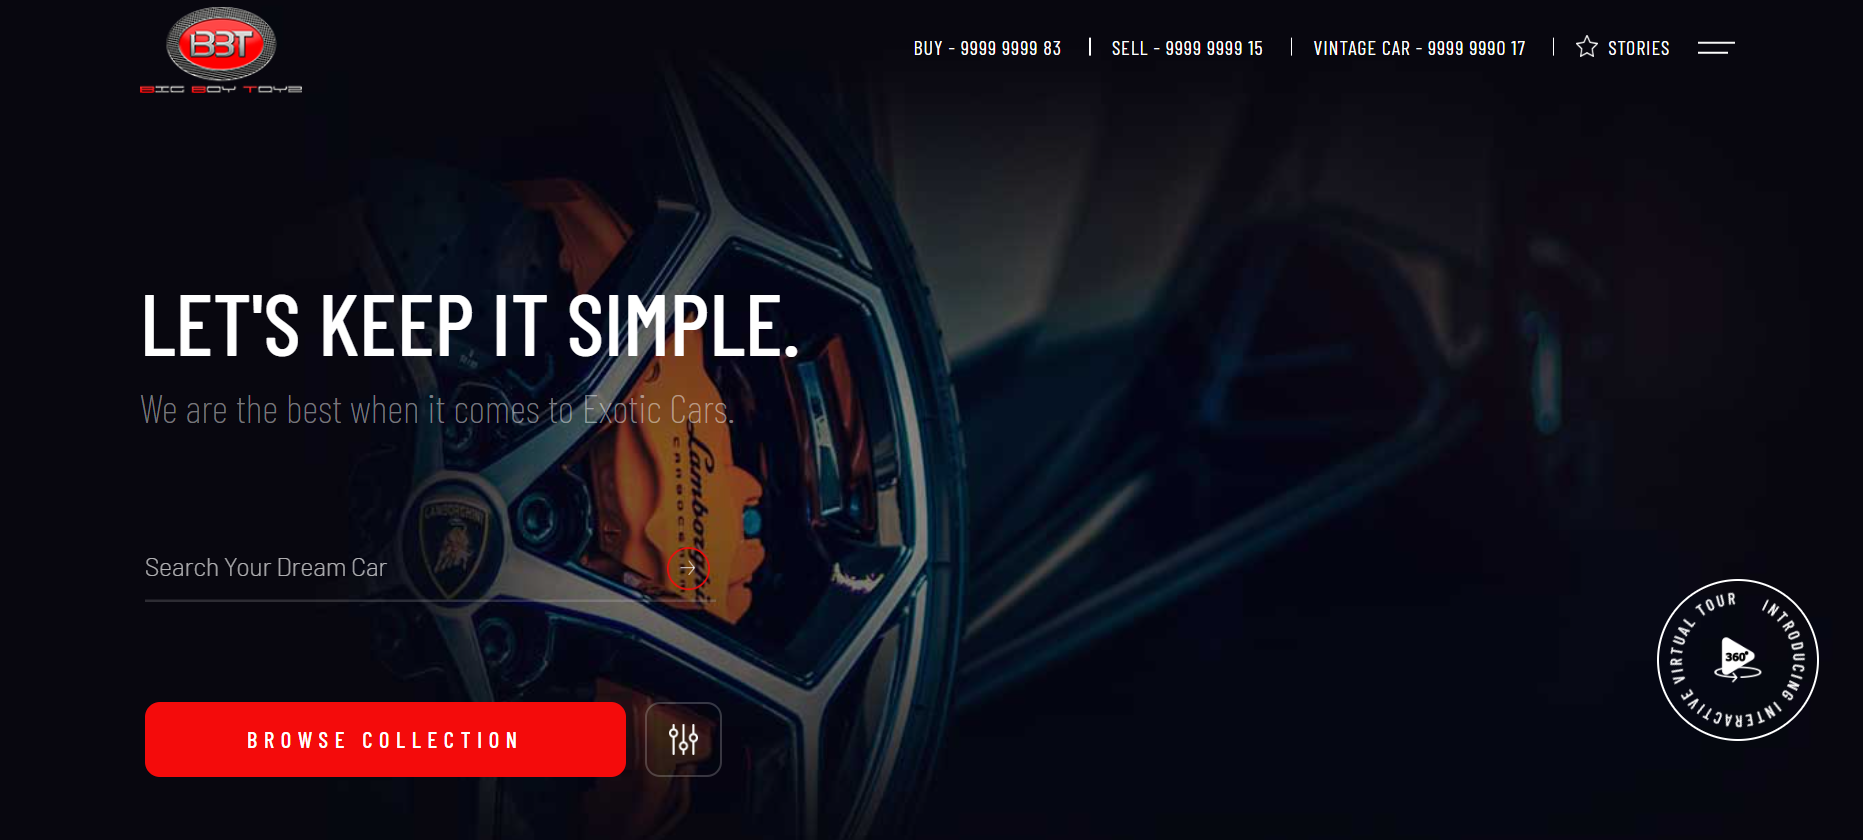 BBT
BIG BOY TOYZ
BUY - 9999 9999 83
SELL - 9999 9999 15
VINTAGE CAR - 9999 9990 17
STORIES
LET'S KEEP IT SIMPLE.
We are the best when it comes to Exotic Cars.
LAMBORGHINI
Search Your Dream Car
INTRODUCING INTERACTIVE VIRTUAL TOUR
360°
BROWSE COLLECTION